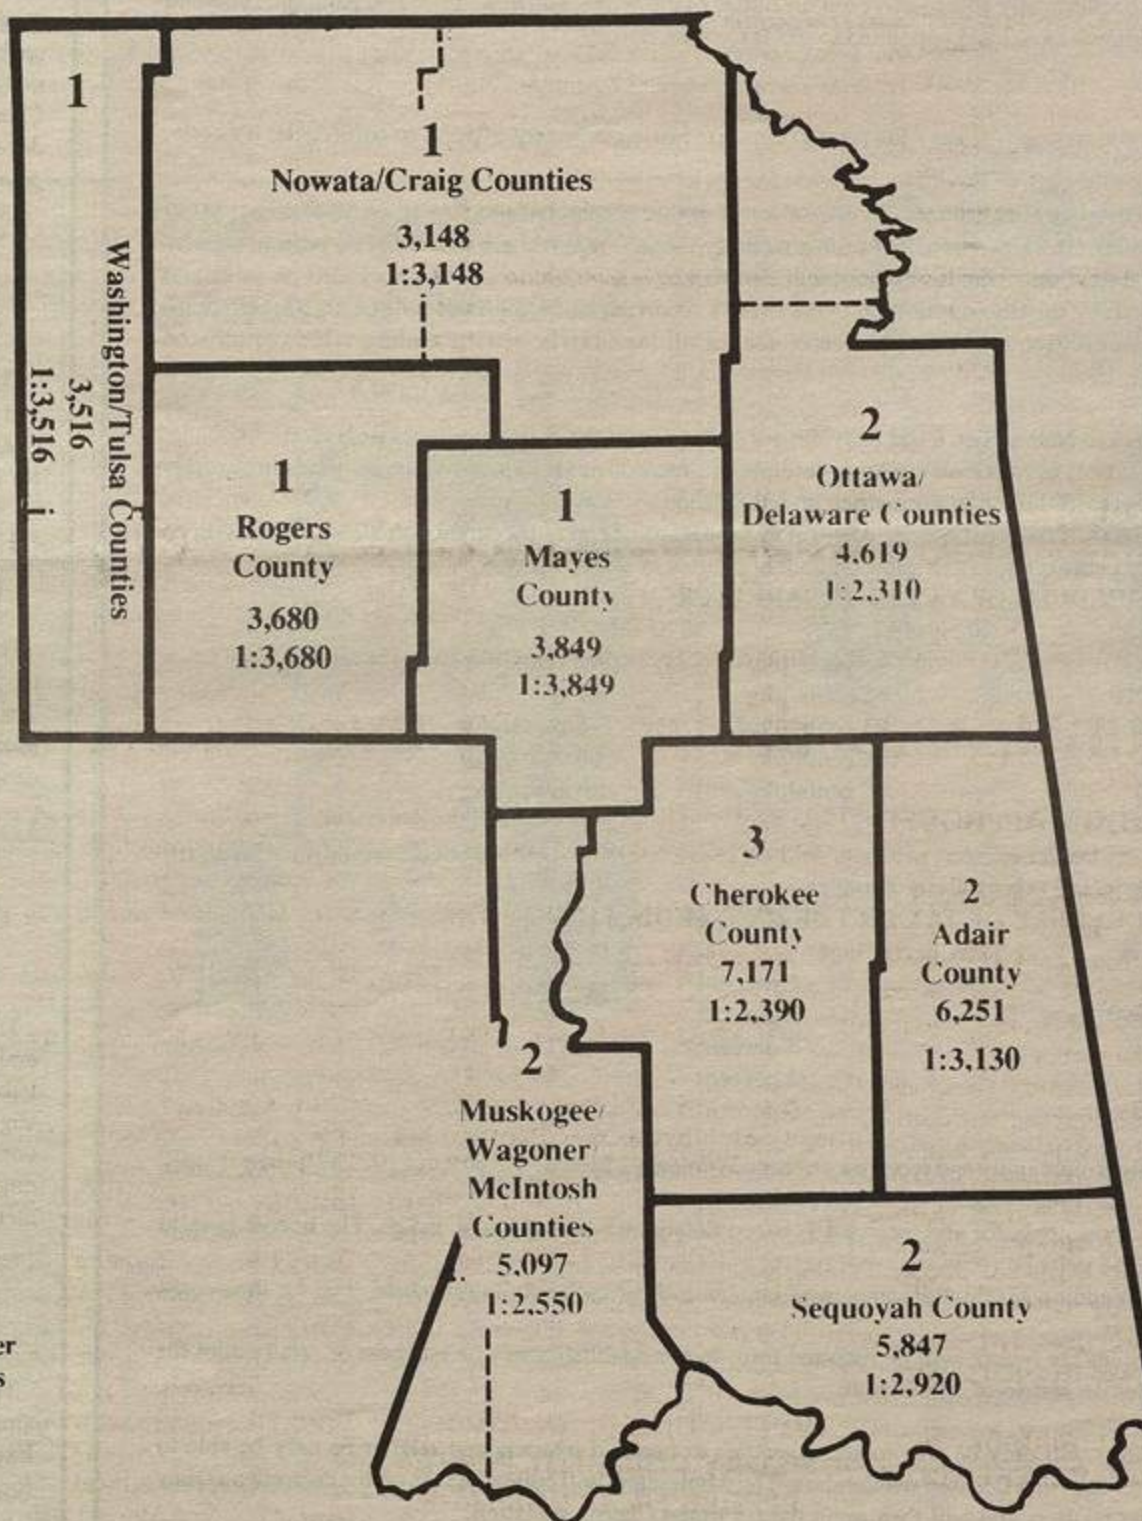 1
Washington/Tulsa Counties
3,516
1:3,516
1
Nowata/Craig Counties
3,148
1:3,148
1
Rogers
County
3,680
1:3,680
1
Mayes
County
3,849
1:3,849
2
Ottawa/
Delaware Counties
4,619
1:2,310
3
Cherokee
County
7,171
1:2,390
2
Adair
County
6,251
1:3,130
2
Muskogee/
Wagoner
McIntosh
Counties
5,097
1:2,550
2
Sequoyah County
5,847
1:2,920